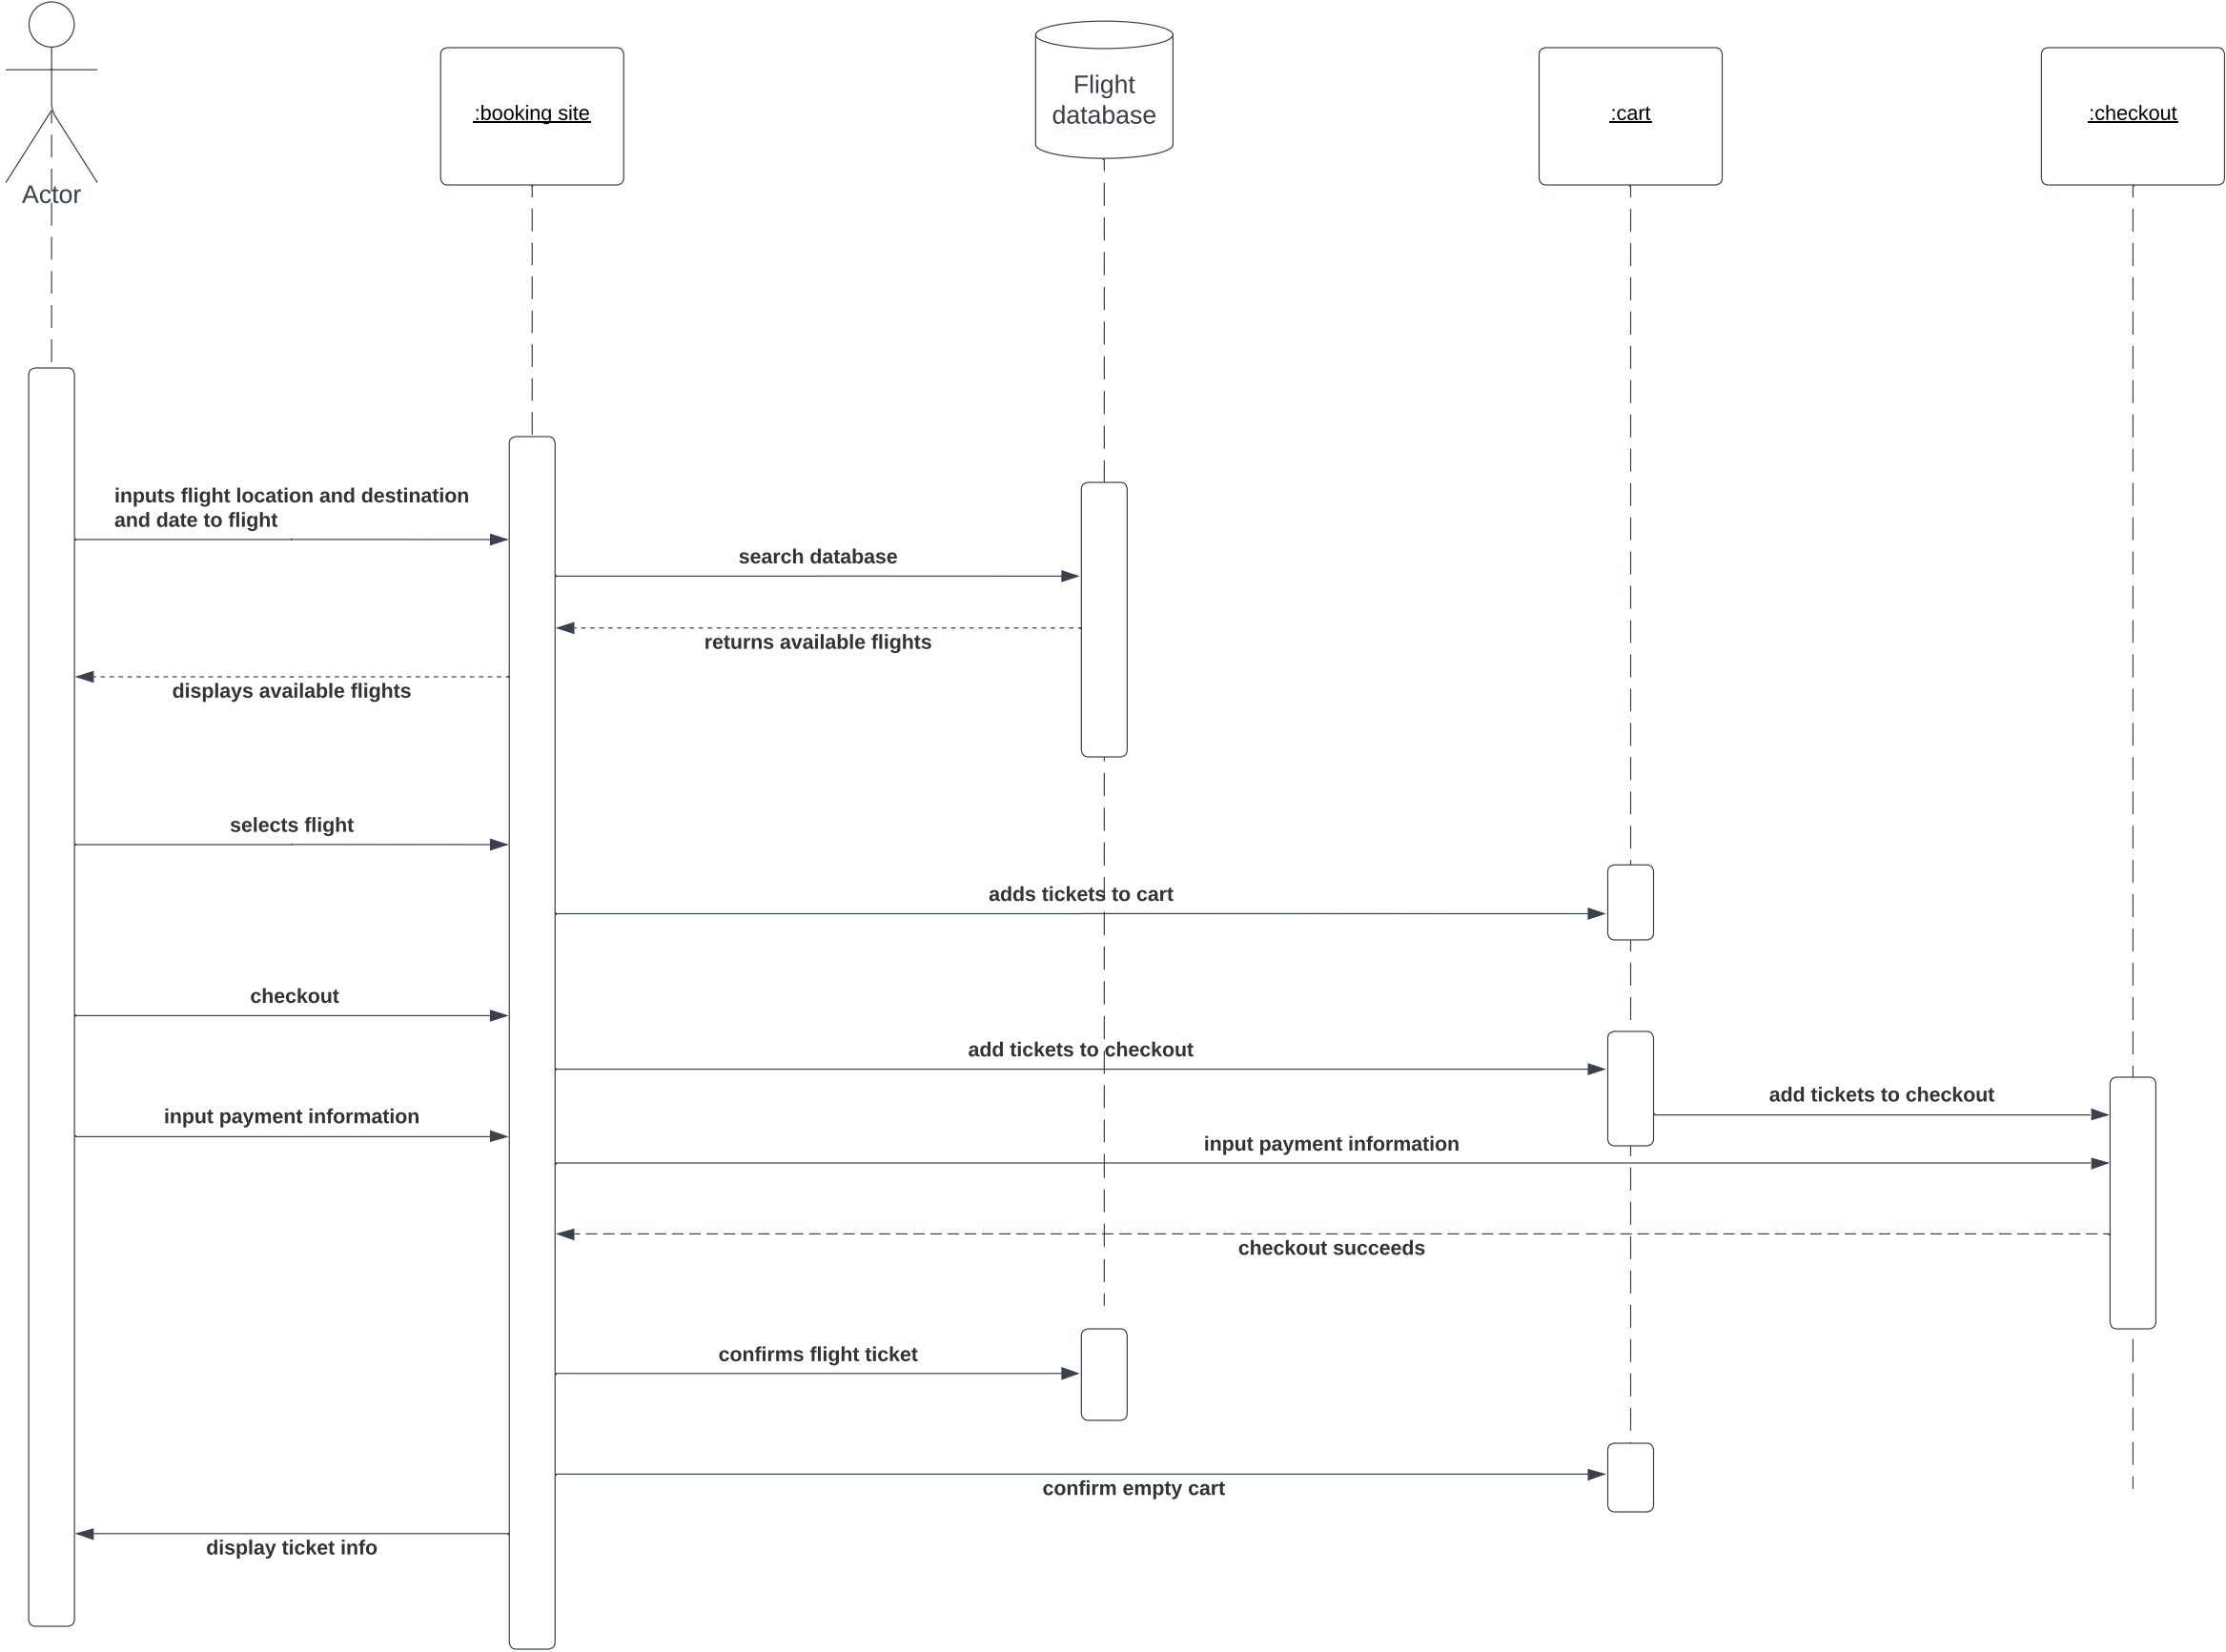 Actor
:booking site
Flight
database
:cart
:checkout
inputs flight location and destination
and date to flight
search database
returns available flights
displays available flights
selects flight
adds tickets to cart
checkout
add tickets to checkout
add tickets to checkout
input payment information
input payment information
checkout succeeds
confirms flight ticket
confirm empty cart
display ticket info